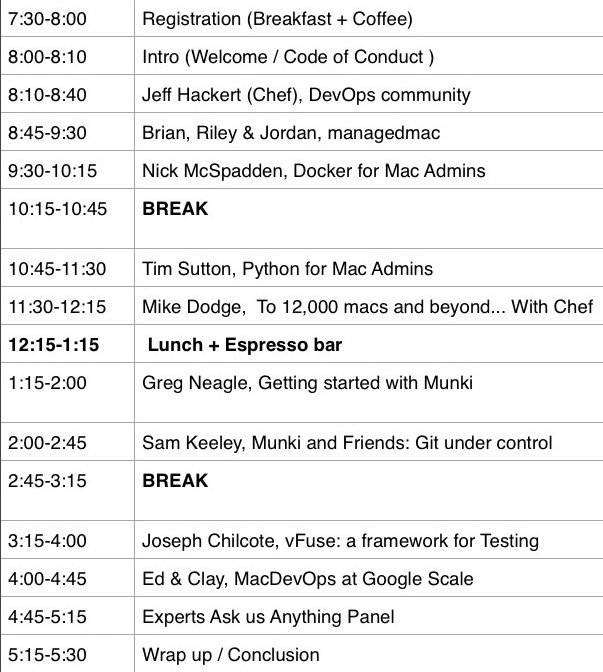 7:30-8:00 Registration (Breakfast + Coffee)
8:00-8:10 Intro (Welcome / Code of Conduct )
8:10-8:40 Jeff Hackert (Chef), DevOps community
8:45-9:30 Brian, Riley & Jordan, managedmac
9:30-10:15 Nick McSpadden, Docker for Mac Admins
10:15-10:45 BREAK
10:45-11:30 Tim Sutton, Python for Mac Admins
11:30-12:15 Mike Dodge,  To 12,000 macs and beyond... With Chef
12:15-1:15 Lunch + Espresso bar
1:15-2:00 Greg Neagle, Getting started with Munki
2:00-2:45 Sam Keeley, Munki and Friends: Git under control
2:45-3:15 BREAK
3:15-4:00 Joseph Chilcote, vFuse: a framework for Testing
4:00-4:45 Ed & Clay, MacDevOps at Google Scale
4:45-5:15 Experts Ask us Anything Panel
5:15-5:30 Wrap up / Conclusion